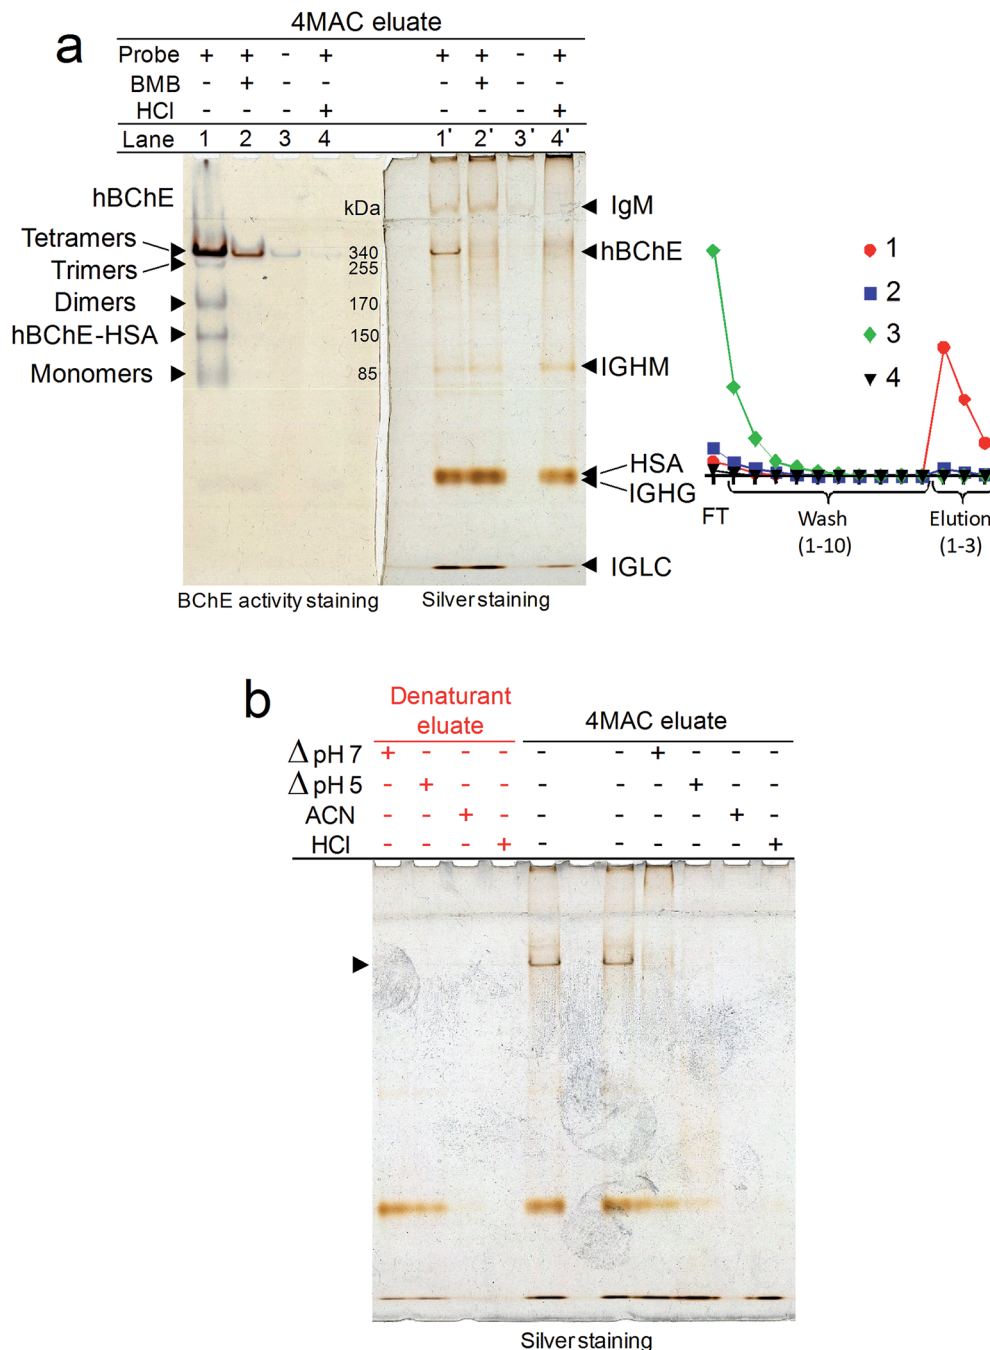 a
4MAC eluate
Probe + + - + + + - +
BMB - + - - - + - -
HCl - - - + - - - +
Lane 1 2 3 4 1' 2' 3' 4'
hBChE
kDa
Tetramers
340
Trimers
255
Dimers
170
hBChE-HSA
150
Monomers
85
IgM
hBChE
IGHM
HSA
IGHG
IGLC
BChE activity staining
Silver staining
1
2
3
4
FT
Wash
(1-10)
Elution
(1-3)
b
Denaturant
eluate
4MAC eluate
Δ pH 7 + - - - - - + - - -
Δ pH 5 - + - - - - - + - -
ACN - - + - - - - - + -
HCl - - - + - - - - - +
Silver staining